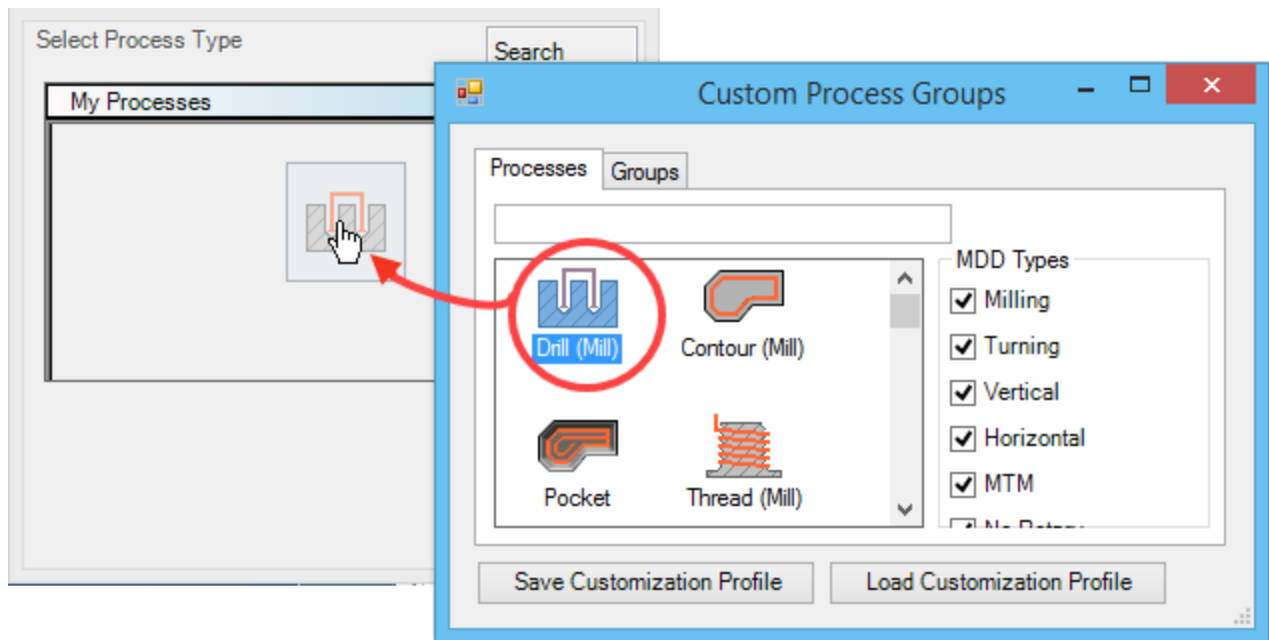 Select Process Type
Search
My Processes
Custom Process Groups
Processes
Groups
MDD Types
Milling
Drill (Mill)
Contour (Mill)
Turning
Vertical
Horizontal
MTM
Pocket
Thread (Mill)
Save Customization Profile
Load Customization Profile